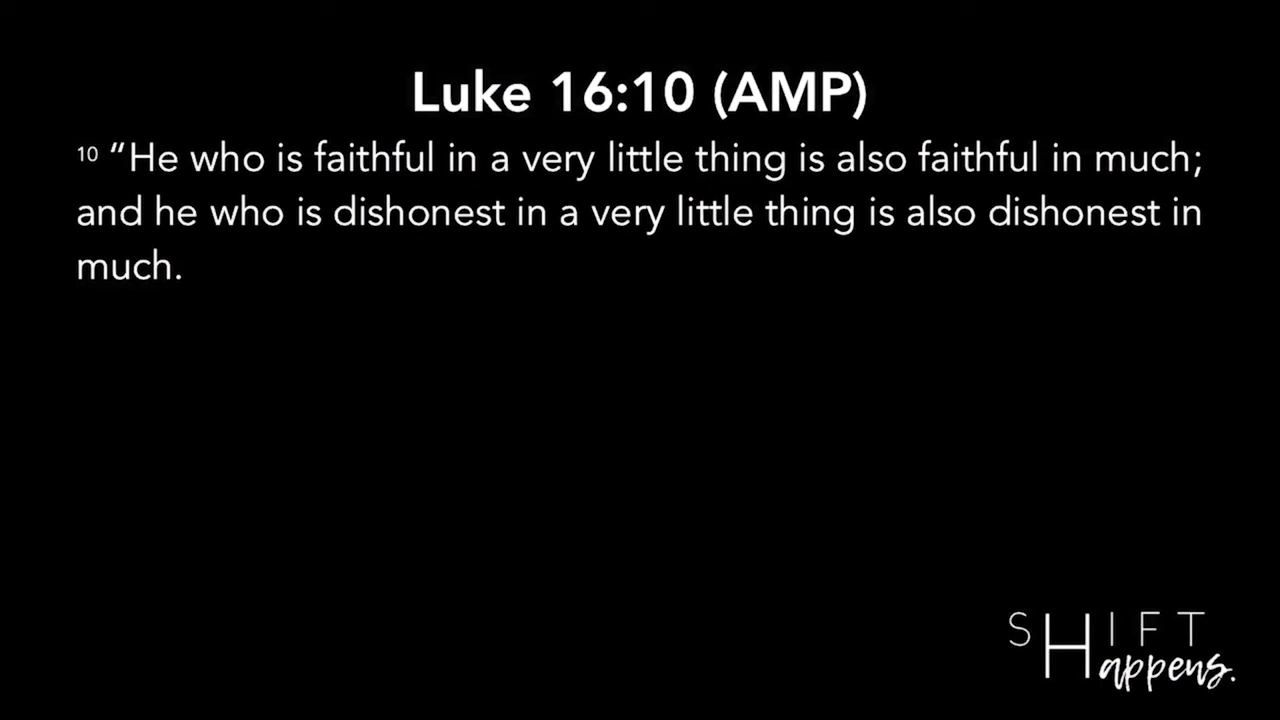 Luke 16:10 (AMP)
10 “He who is faithful in a very little thing is also faithful in much;
and he who is dishonest in a very little thing is also dishonest in
much.
SHIFT
Happens.